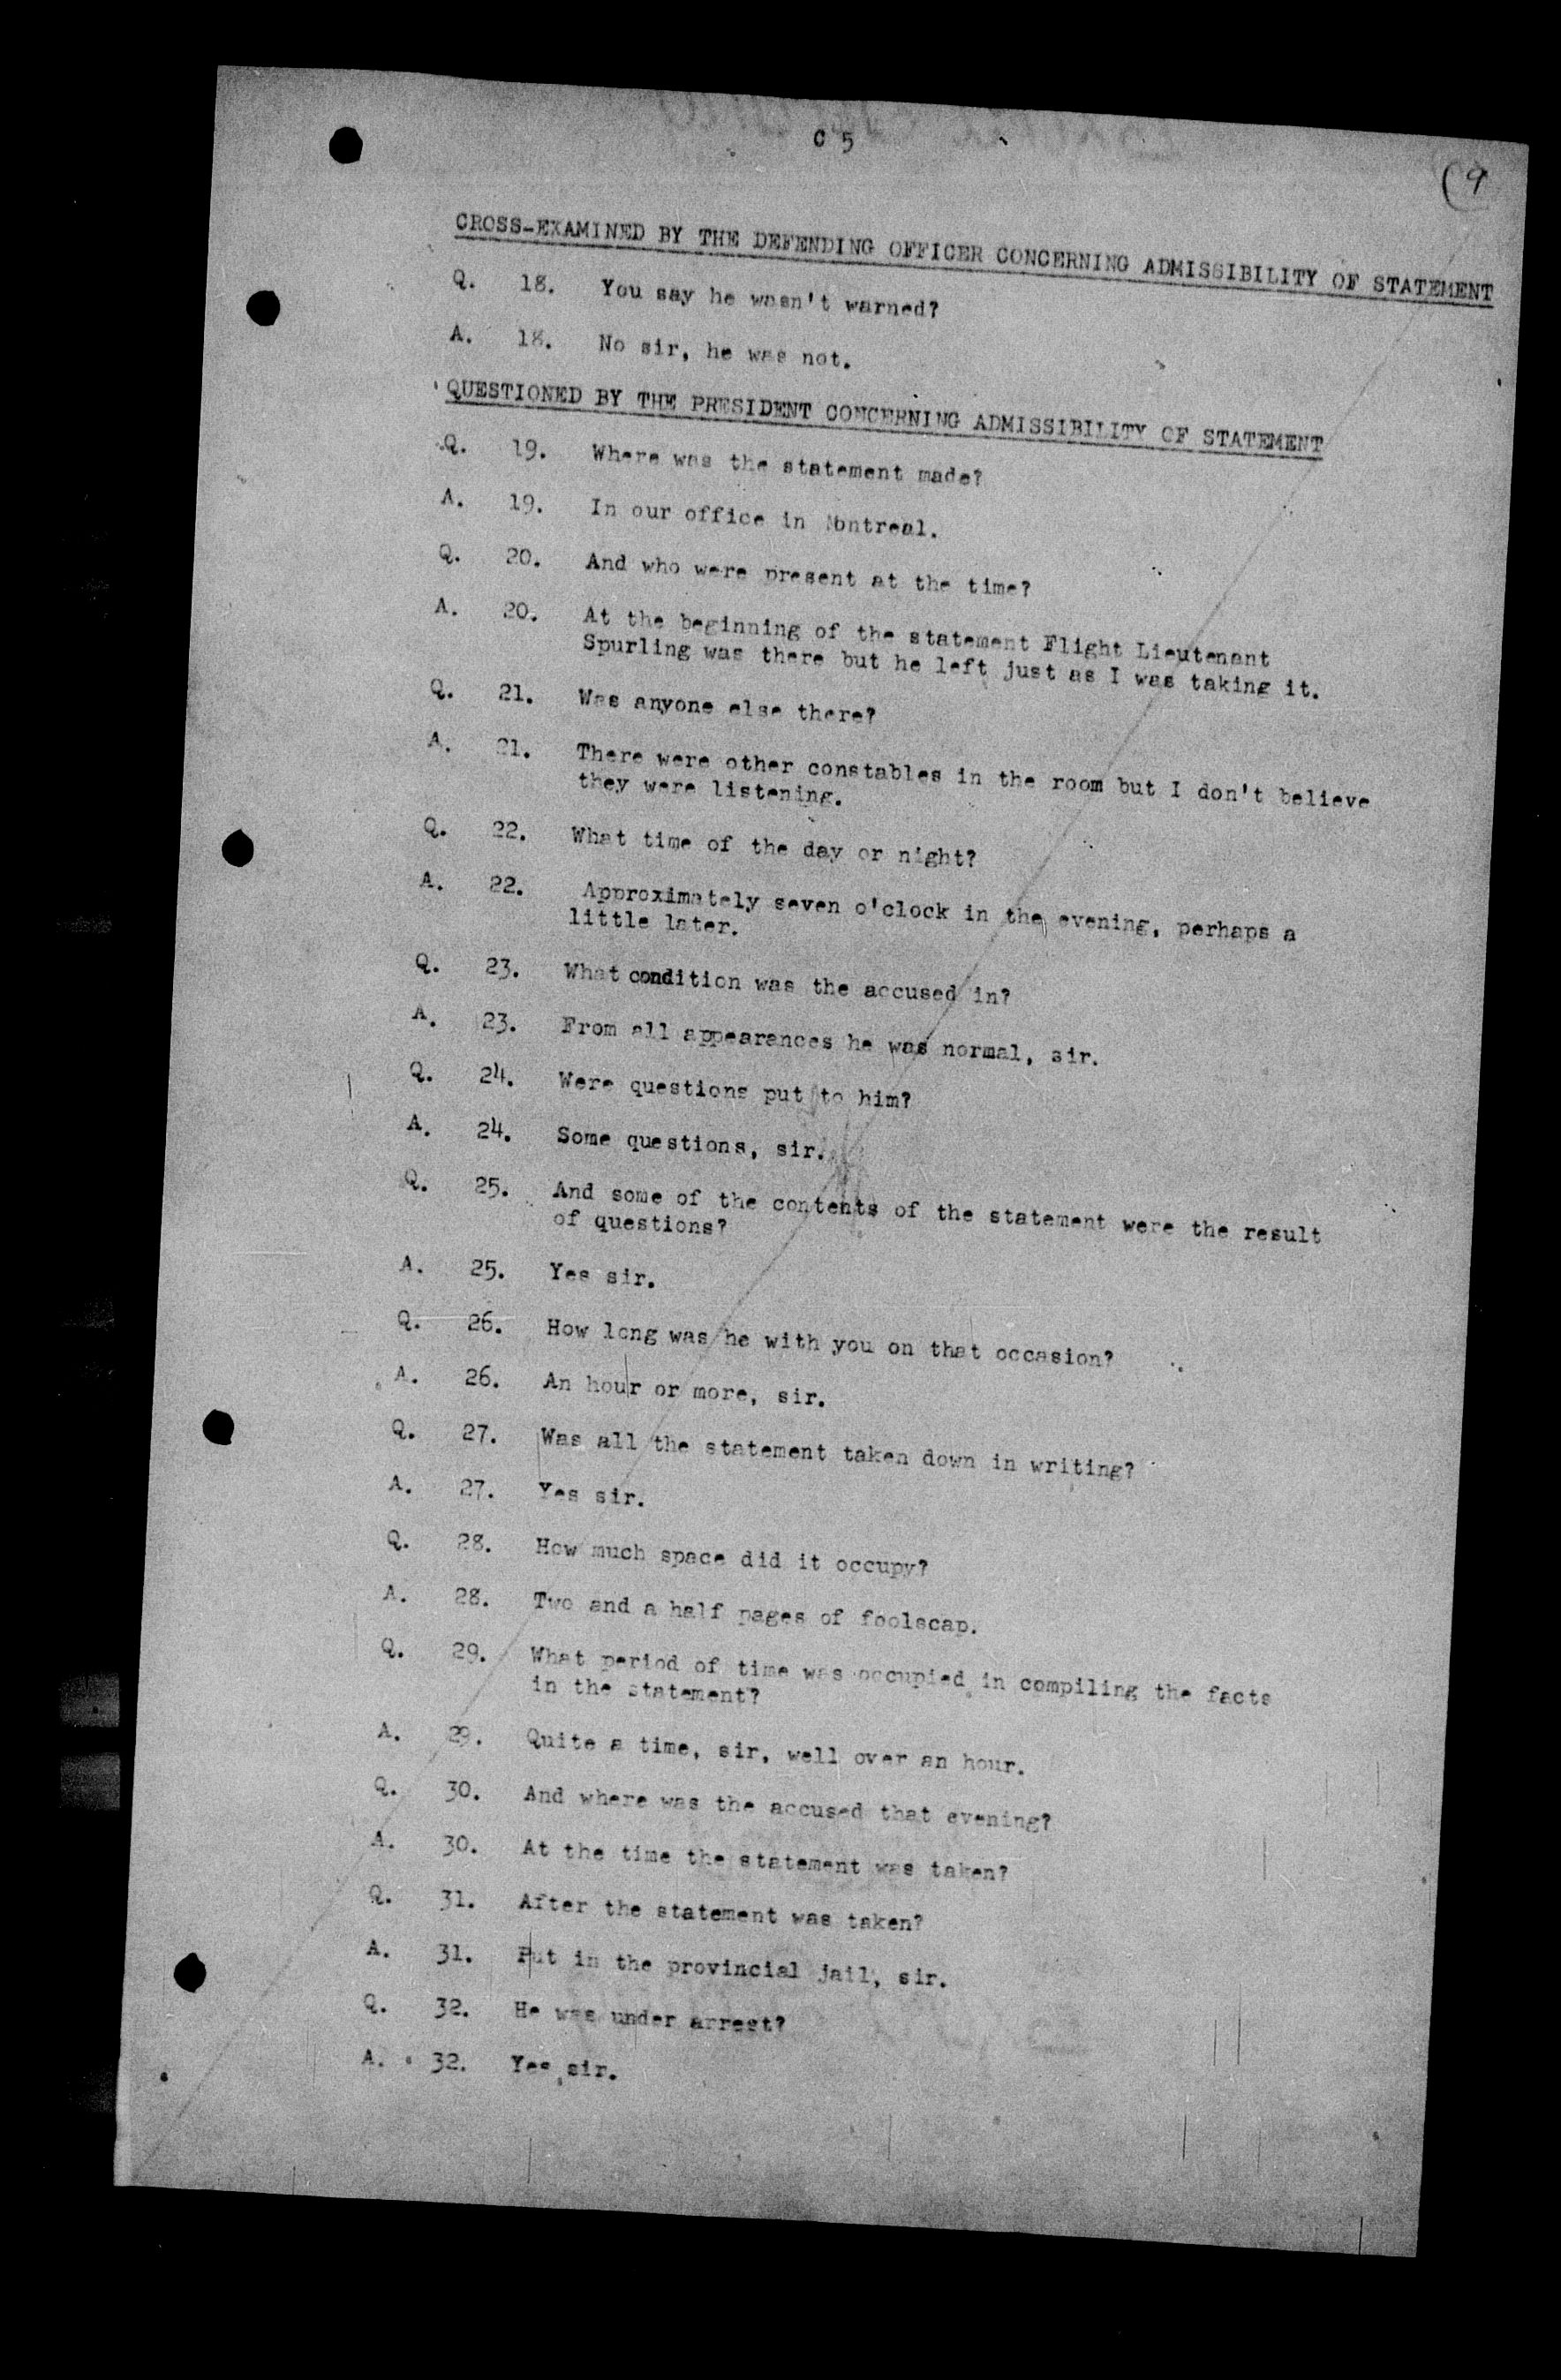 C 5
(9
CROSS-EXAMINED BY THE DEFENDING OFFICER CONCERNING ADMISSIBILITY OF STATEMENT
Q. 18. You say he wasn't warned?
A. 18. No sir, he was not.
QUESTIONED BY THE PRESIDENT CONCERNING ADMISSIBILITY OF STATEMENT
Q. 19. Where was the statement made?
A. 19. In our office in Montreal.
Q. 20. And who were present at the time?
A. 20. At the beginning of the statement Flight Lieutenant
Spurling was there but he left just as I was taking it.
Q. 21. Was anyone else there?
A. 21. There were other constables in the room but I don't believe
they were listening.
Q. 22. What time of the day or night?
A. 22. Approximately seven o'clock in the evening, perhaps a
little later.
Q. 23. What condition was the accused in?
A. 23. From all appearances he was normal, sir.
Q. 24. Were questions put to him?
A. 24. Some questions, sir.
Q. 25. And some of the contents of the statement were the result
of questions?
A. 25. Yes sir.
Q. 26. How long was he with you on that occasion?
A. 26. An hour or more, sir.
Q. 27. Was all the statement taken down in writing?
A. 27. Yes sir.
Q. 28. How much space did it occupy?
A. 28. Two and a half pages of foolscap.
Q. 29. What period of time was occupied in compiling the facts
in the statement?
A. 29. Quite a time, sir, well over an hour.
Q. 30. And where was the accused that evening?
A. 30. At the time the statement was taken?
Q. 31. After the statement was taken?
A. 31. Put in the provincial jail, sir.
Q. 32. He was under arrest?
A. 32. Yes sir.